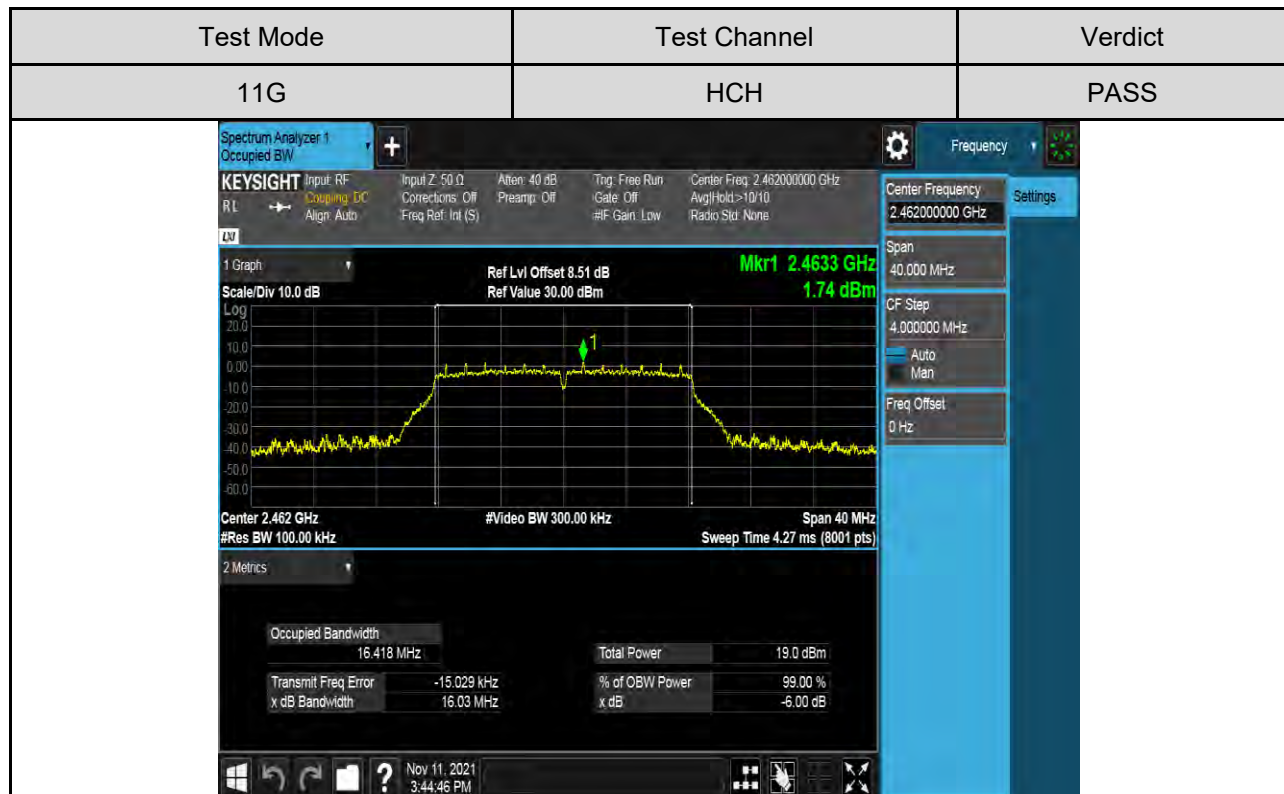 Test Mode Test Channel Verdict
11G HCH PASS
Spectrum Analyzer 1
Occupied BW
+
Frequency
KEYSIGHT Input: RF Input Z: 50 Ω Atten: 40 dB Trig: Free Run Center Freq: 2.462000000 GHz
RL Coupling: DC Corrections: Off Preamp: Off Gate: Off Avg|Hold:>10/10
Align: Auto Freq Ref: Int (S) #IF Gain: Low Radio Std: None
LXI
Center Frequency
2.462000000 GHz
Settings
Span
40.000 MHz
CF Step
4.000000 MHz
Auto
Man
Freq Offset
0 Hz
1 Graph
Scale/Div 10.0 dB
Ref Lvl Offset 8.51 dB
Ref Value 30.00 dBm
Mkr1 2.4633 GHz
1.74 dBm
Log
20.0
10.0
0.00
-10.0
-20.0
-30.0
-40.0
-50.0
-60.0
1
Center 2.462 GHz #Video BW 300.00 kHz Span 40 MHz
#Res BW 100.00 kHz Sweep Time 4.27 ms (8001 pts)
2 Metrics
Occupied Bandwidth
16.418 MHz Total Power 19.0 dBm
Transmit Freq Error -15.029 kHz % of OBW Power 99.00 %
x dB Bandwidth 16.03 MHz x dB -6.00 dB
? Nov 11, 2021
3:44:46 PM